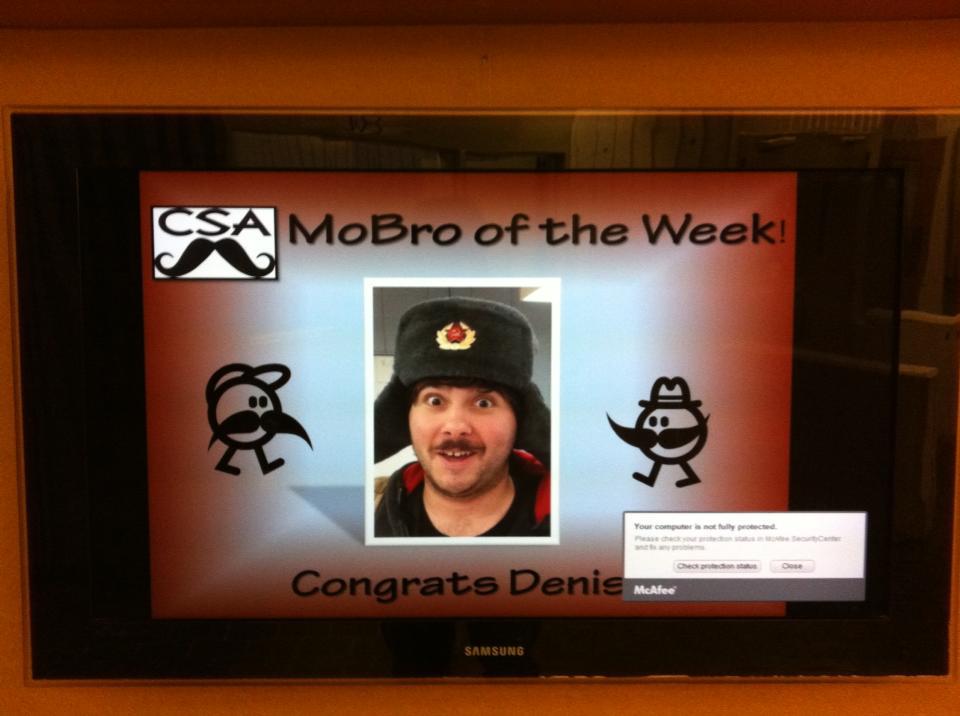 CSA
MoBro of the Week!
Congrats Denis
Your computer is not fully protected.
Please check your protection status in McAfee SecurityCenter
and fix any problems.
Check protection status
Close
McAfee
SAMSUNG